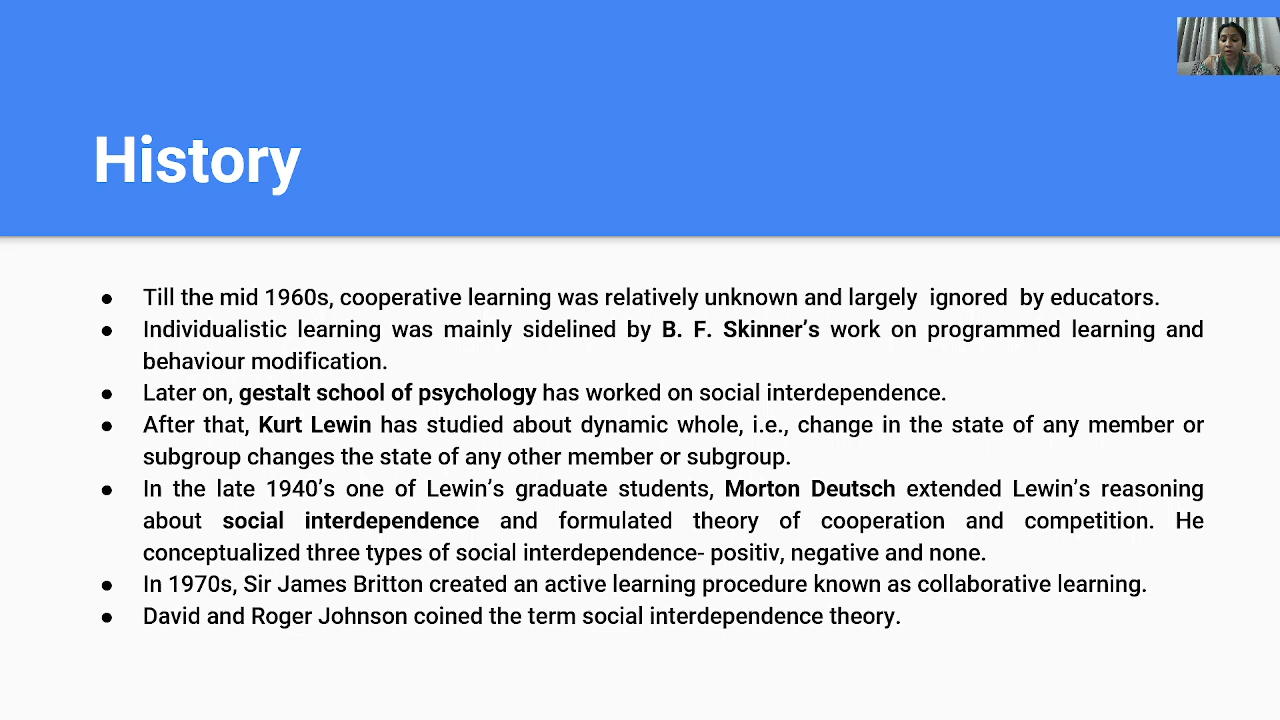 History
● Till the mid 1960s, cooperative learning was relatively unknown and largely ignored by educators.
● Individualistic learning was mainly sidelined by B. F. Skinner’s work on programmed learning and
behaviour modification.
● Later on, gestalt school of psychology has worked on social interdependence.
● After that, Kurt Lewin has studied about dynamic whole, i.e., change in the state of any member or
subgroup changes the state of any other member or subgroup.
● In the late 1940’s one of Lewin’s graduate students, Morton Deutsch extended Lewin’s reasoning
about social interdependence and formulated theory of cooperation and competition. He
conceptualized three types of social interdependence- positiv, negative and none.
● In 1970s, Sir James Britton created an active learning procedure known as collaborative learning.
● David and Roger Johnson coined the term social interdependence theory.